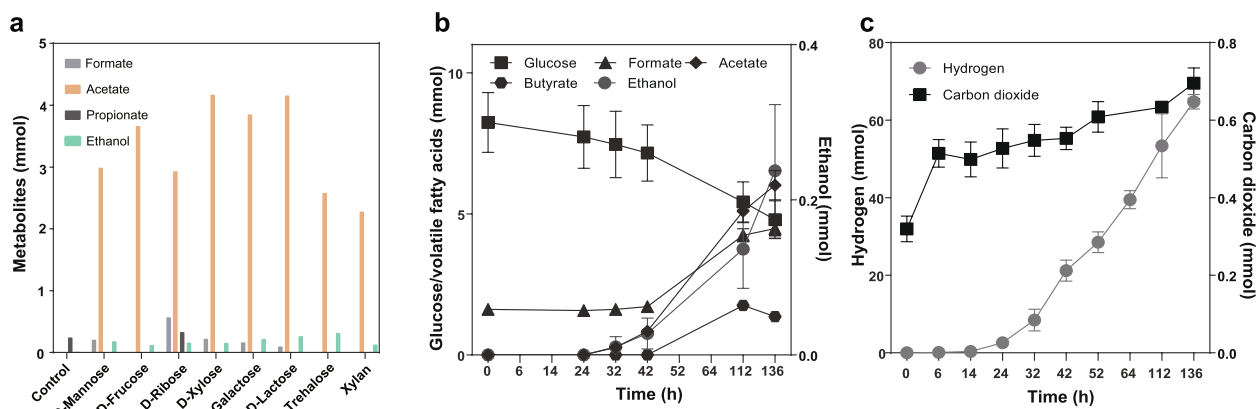 a
Metabolites (mmol)
5
4
3
2
1
0
Formate
Acetate
Propionate
Ethanol
Control
D-Mannose
D-Frucose
D-Ribose
D-Xylose
Galactose
D-Lactose
Trehalose
Xylan
b
Glucose/volatile fatty acids (mmol)
10
5
0
Glucose Formate Acetate
Butyrate Ethanol
0.4
0.2
0.0
Ethanol (mmol)
0 6 14 24 32 42 52 64 112 136
Time (h)
c
Hydrogen (mmol)
80
60
40
20
0
Hydrogen
Carbon dioxide
0.8
0.6
0.4
0.2
0.0
Carbon dioxide (mmol)
0 6 14 24 32 42 52 64 112 136
Time (h)